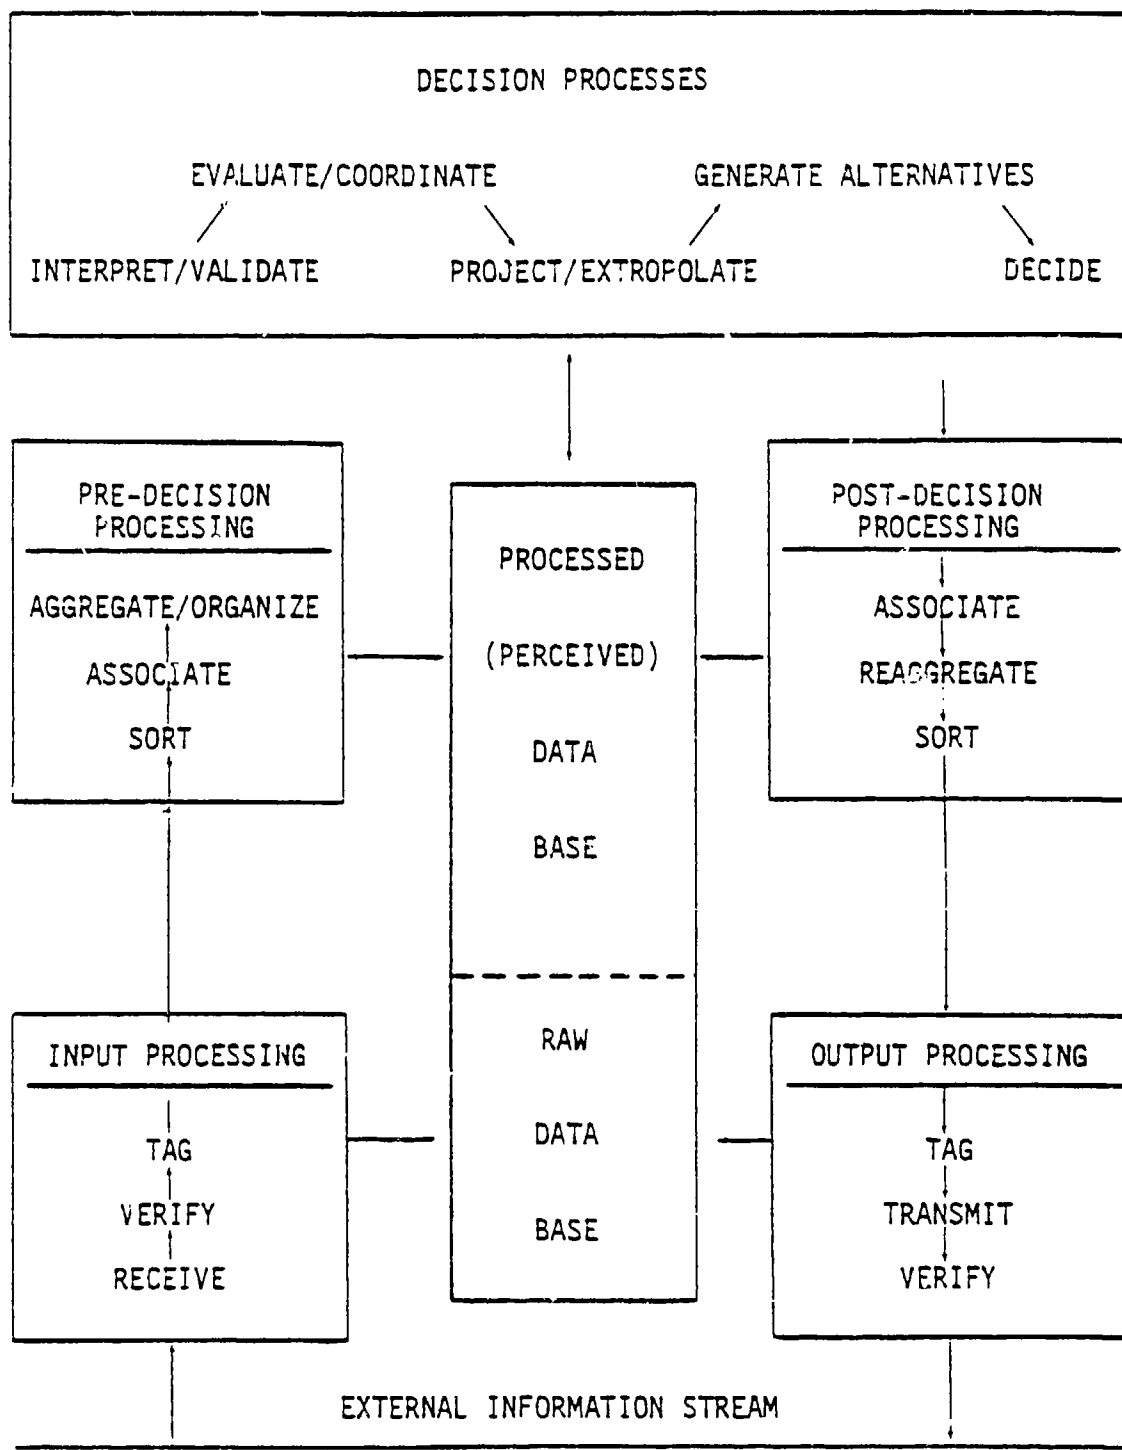 DECISION PROCESSES
EVALUATE/COORDINATE GENERATE ALTERNATIVES
INTERPRET/VALIDATE PROJECT/EXTROPOLATE DECIDE
PRE-DECISION
PROCESSING
AGGREGATE/ORGANIZE
ASSOCIATE
SORT
PROCESSED
(PERCEIVED)
DATA
BASE
POST-DECISION
PROCESSING
ASSOCIATE
REAGGREGATE
SORT
INPUT PROCESSING
TAG
VERIFY
RECEIVE
RAW
DATA
BASE
OUTPUT PROCESSING
TAG
TRANSMIT
VERIFY
EXTERNAL INFORMATION STREAM